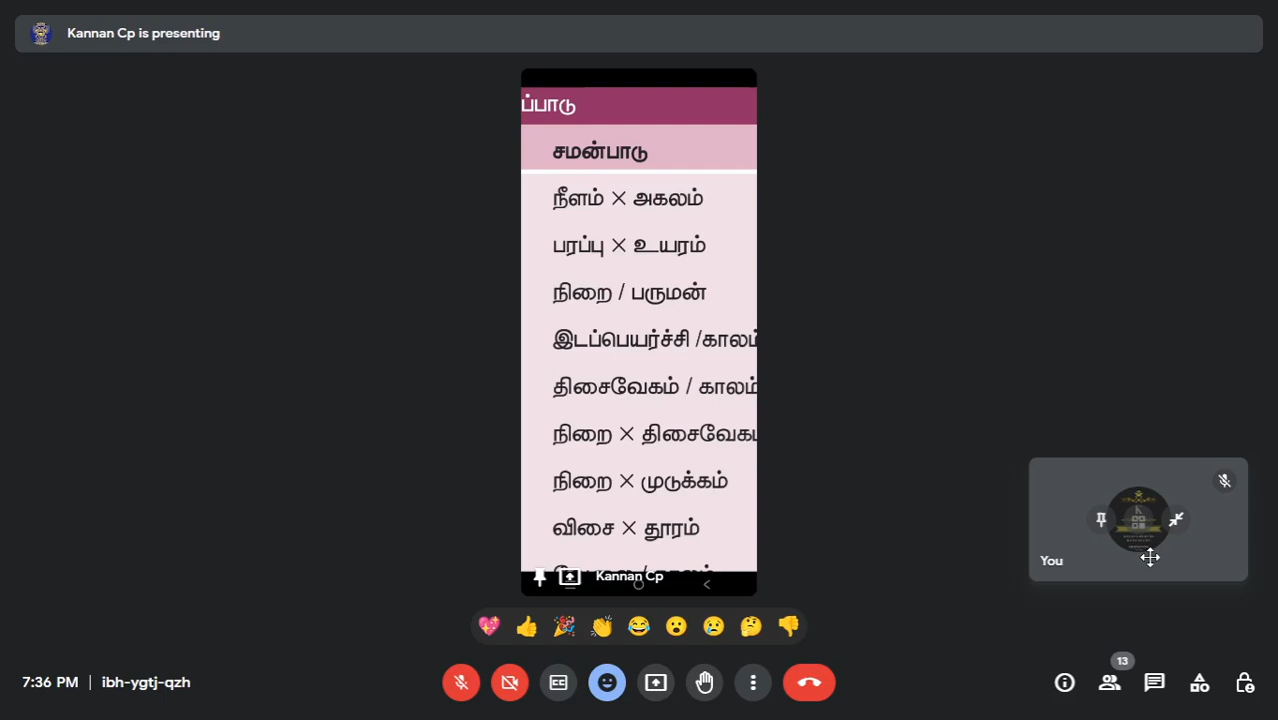 Kannan Cp is presenting
ப்பாடு
சமன்பாடு
நீளம் × அகலம்
பரப்பு × உயரம்
நிறை / பருமன்
இடப்பெயர்ச்சி /காலம்
திசைவேகம் / காலம்
நிறை × திசைவேகம்
நிறை × முடுக்கம்
விசை × தூரம்
Kannan Cp
You
13
7:36 PM | ibh-ygtj-qzh